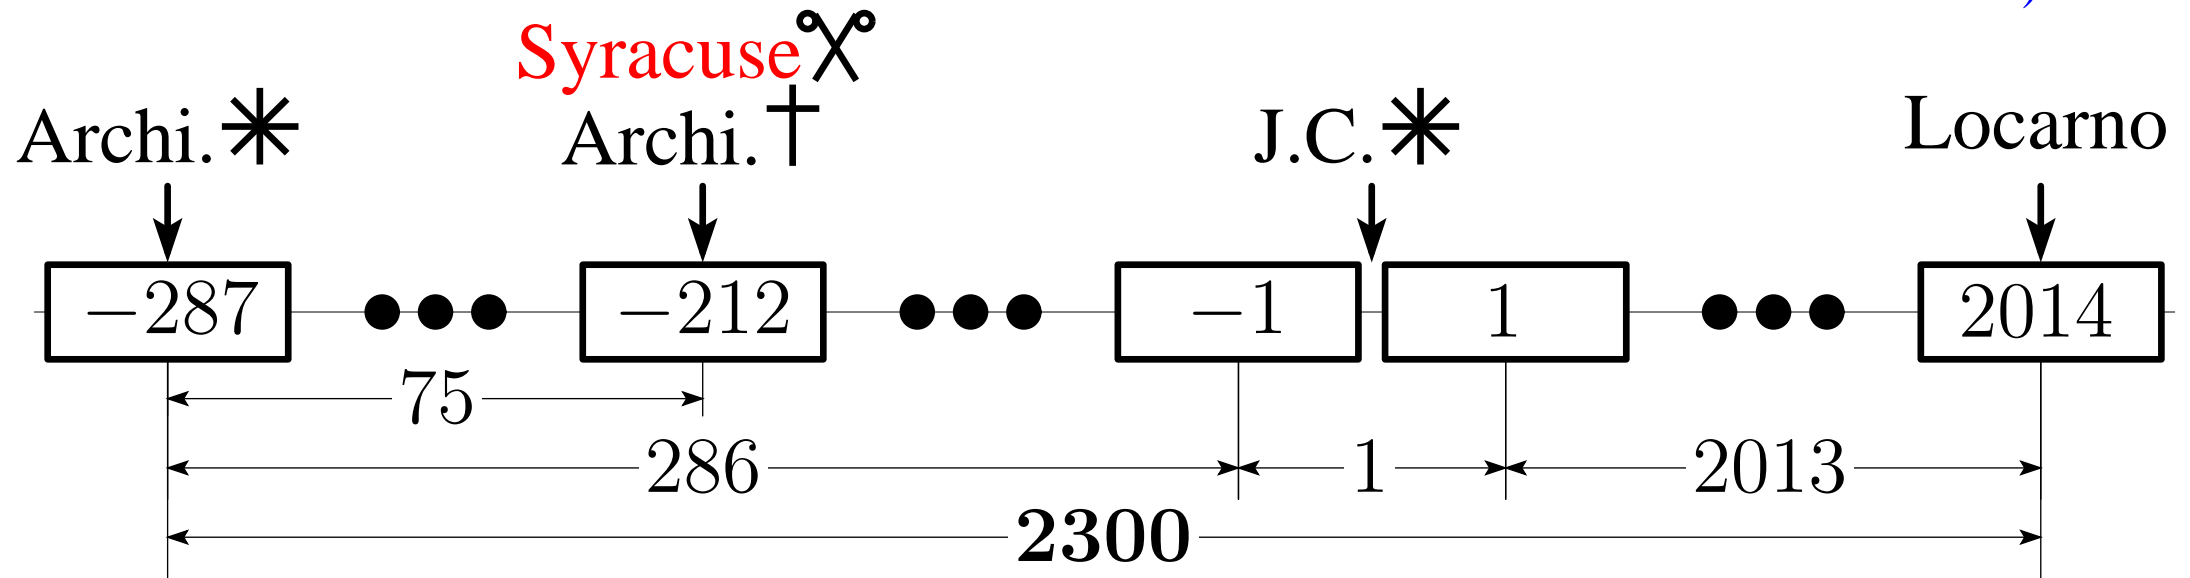 Syracuse
Archi. Archi.† J.C. Locarno
−287 −212 −1 1 2014
75
286 1 2013
2300